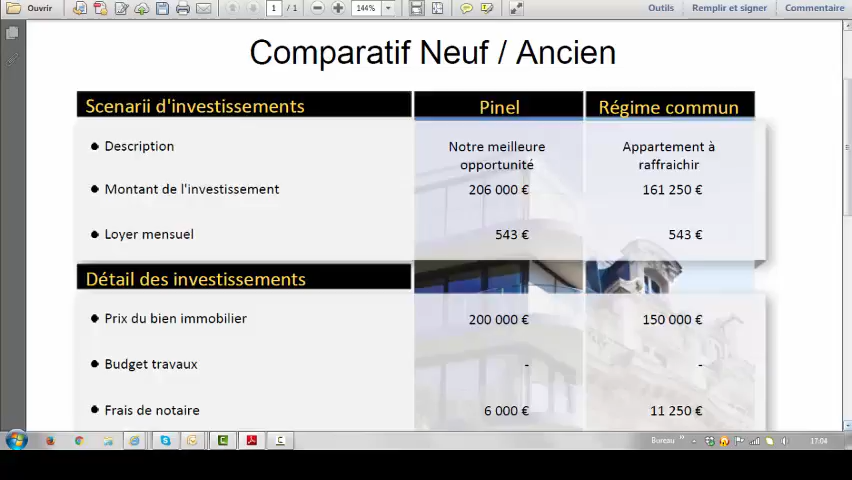 Ouvrir
1 / 1
144%
Outils Remplir et signer Commentaire
Comparatif Neuf / Ancien
Scenarii d'investissements Pinel Régime commun
Description Notre meilleure opportunité Appartement à raffraichir
Montant de l'investissement 206 000 € 161 250 €
Loyer mensuel 543 € 543 €
Détail des investissements
Prix du bien immobilier 200 000 € 150 000 €
Budget travaux - -
Frais de notaire 6 000 € 11 250 €
Bureau
17:04